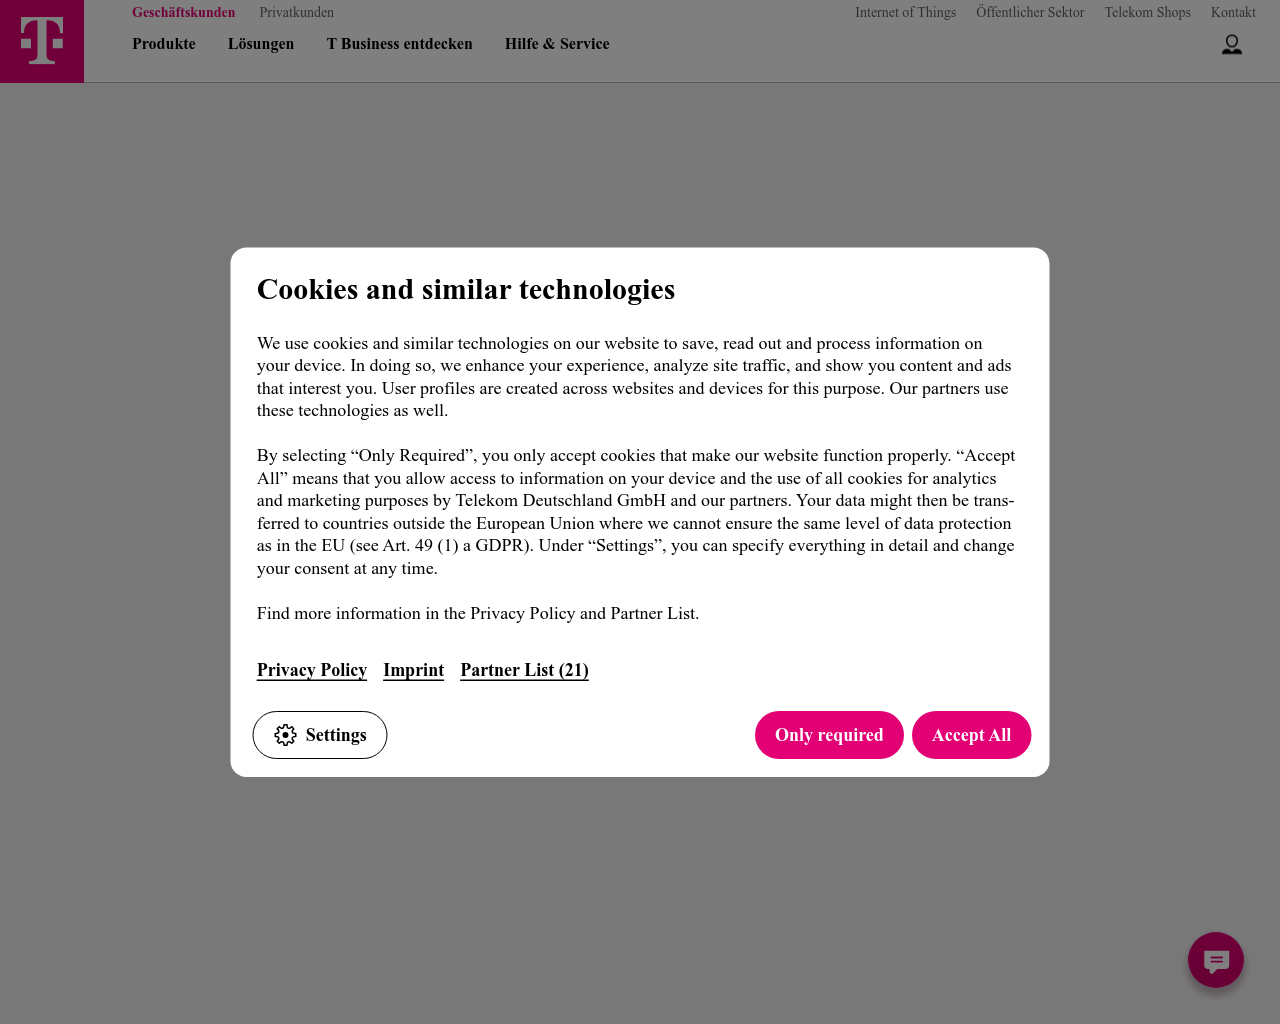 Geschäftskunden Privatkunden Internet of Things Öffentlicher Sektor Telekom Shops Kontakt
Produkte Lösungen T Business entdecken Hilfe & Service
Cookies and similar technologies
We use cookies and similar technologies on our website to save, read out and process information on
your device. In doing so, we enhance your experience, analyze site traffic, and show you content and ads
that interest you. User profiles are created across websites and devices for this purpose. Our partners use
these technologies as well.
By selecting “Only Required”, you only accept cookies that make our website function properly. “Accept
All” means that you allow access to information on your device and the use of all cookies for analytics
and marketing purposes by Telekom Deutschland GmbH and our partners. Your data might then be trans-
ferred to countries outside the European Union where we cannot ensure the same level of data protection
as in the EU (see Art. 49 (1) a GDPR). Under “Settings”, you can specify everything in detail and change
your consent at any time.
Find more information in the Privacy Policy and Partner List.
Privacy Policy Imprint Partner List (21)
Settings Only required Accept All